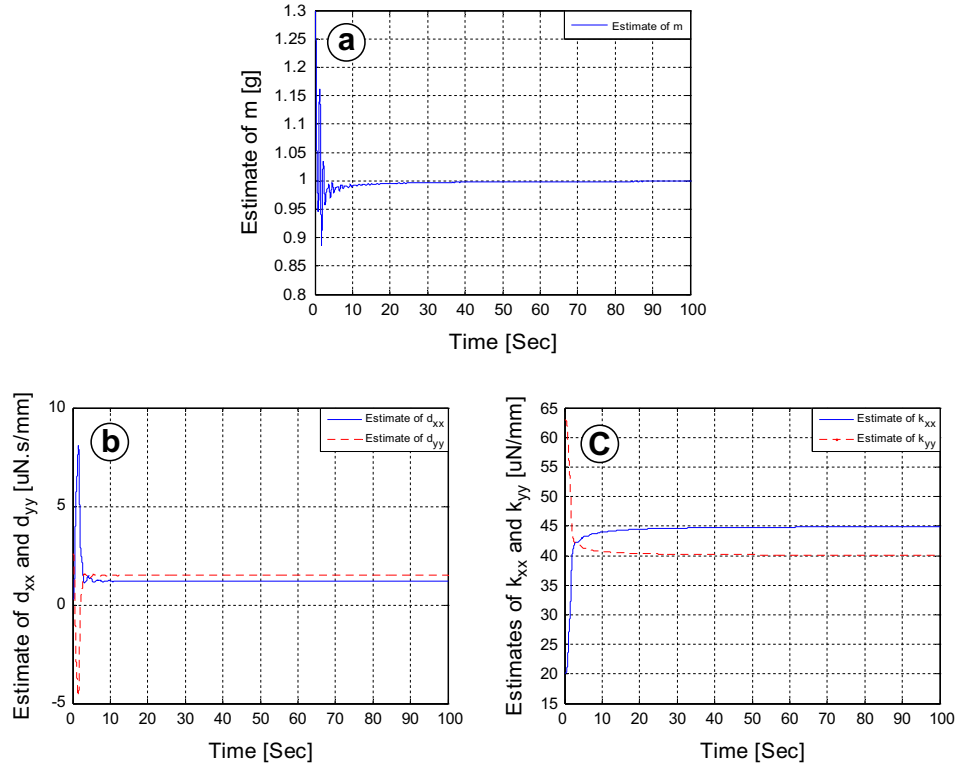 a
Estimate of m
Estimate of m [g]
1.3
1.25
1.2
1.15
1.1
1.05
1
0.95
0.9
0.85
0.8
0 10 20 30 40 50 60 70 80 90 100
Time [Sec]
b
Estimate of dxx
Estimate of dyy
Estimate of dxx and dyy [uN.s/mm]
10
5
0
-5
0 10 20 30 40 50 60 70 80 90 100
Time [Sec]
C
Estimate of kxx
Estimate of kyy
Estimates of kxx and kyy [uN/mm]
65
60
55
50
45
40
35
30
25
20
15
0 10 20 30 40 50 60 70 80 90 100
Time [Sec]